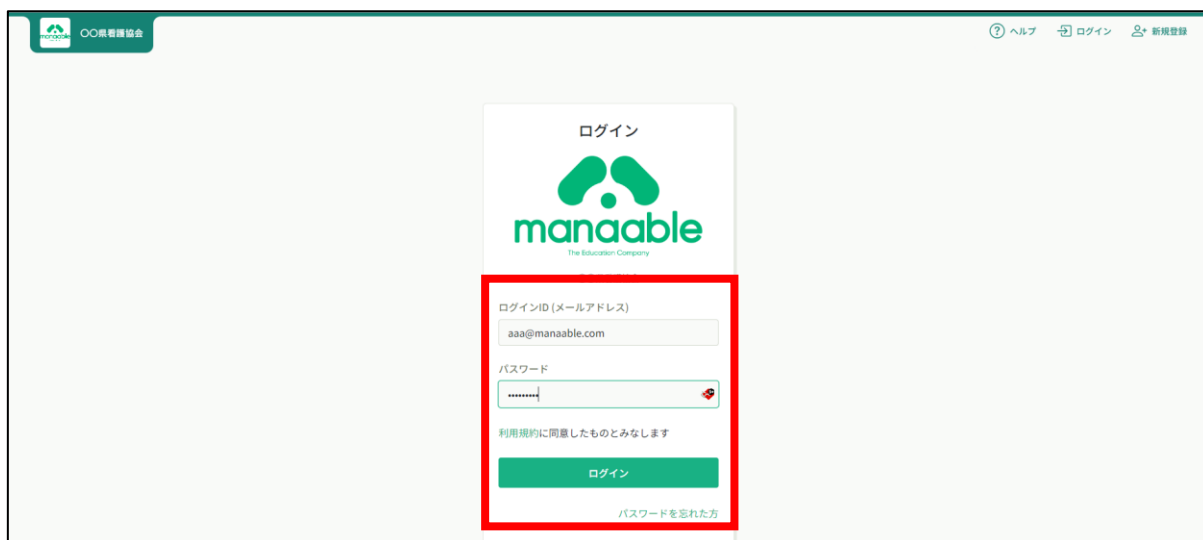 manaable
〇〇県看護協会
ヘルプ
ログイン
新規登録
ログイン
manaable
The Education Company
ログインID (メールアドレス)
aaa@manaable.com
パスワード
•••••••••
利用規約に同意したものとみなします
ログイン
パスワードを忘れた方